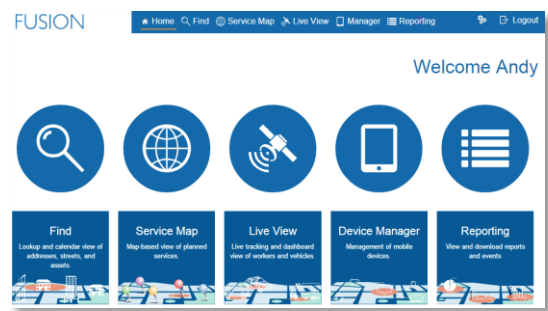 FUSION
Home Find Service Map Live View Manager Reporting Logout
Welcome Andy
Find
Lookup and calendar view of
addresses, streets, and
assets.
Service Map
Map-based view of planned
services.
Live View
Live tracking and dashboard
view of workers and vehicles.
Device Manager
Management of mobile
devices.
Reporting
View and download reports
and events